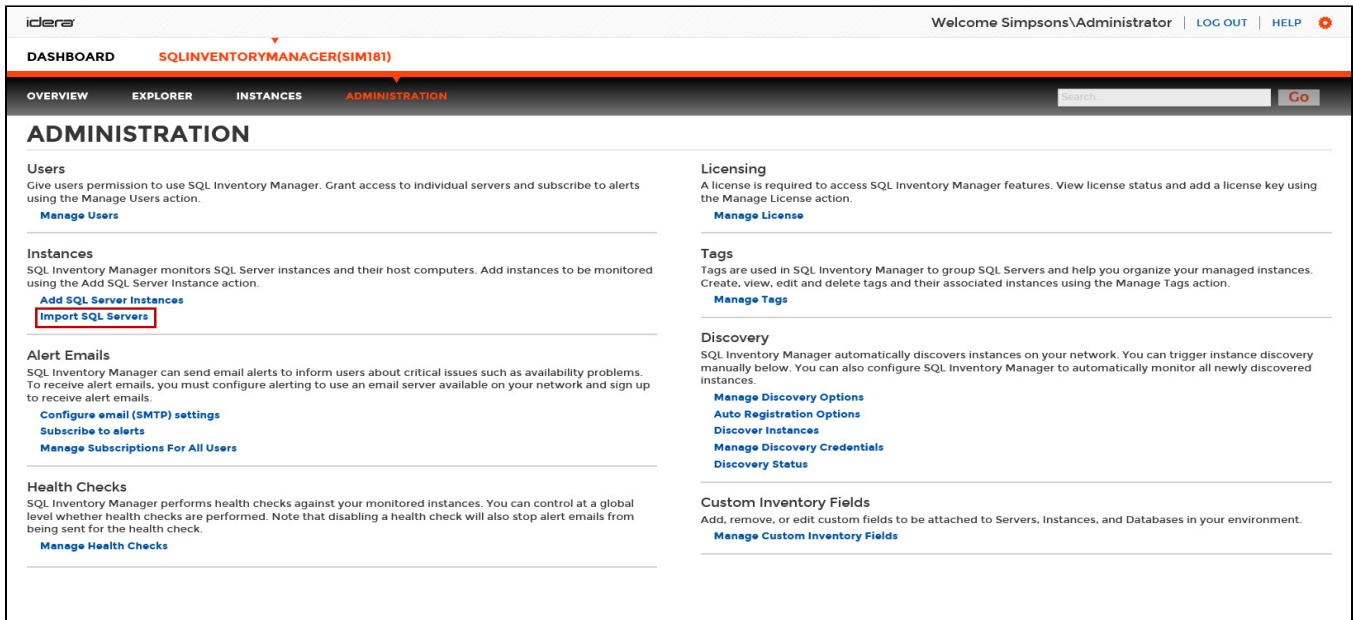 idera
Welcome Simpsons\Administrator | LOG OUT | HELP
DASHBOARD SQLINVENTORYMANAGER(SIM181)
OVERVIEW EXPLORER INSTANCES ADMINISTRATION Search... Go
ADMINISTRATION
Users
Give users permission to use SQL Inventory Manager. Grant access to individual servers and subscribe to alerts
using the Manage Users action.
Manage Users
Instances
SQL Inventory Manager monitors SQL Server instances and their host computers. Add instances to be monitored
using the Add SQL Server Instance action.
Add SQL Server Instances
Import SQL Servers
Alert Emails
SQL Inventory Manager can send email alerts to inform users about critical issues such as availability problems.
To receive alert emails, you must configure alerting to use an email server available on your network and sign up
to receive alert emails.
Configure email (SMTP) settings
Subscribe to alerts
Manage Subscriptions For All Users
Health Checks
SQL Inventory Manager performs health checks against your monitored instances. You can control at a global
level whether health checks are performed. Note that disabling a health check will also stop alert emails from
being sent for the health check.
Manage Health Checks
Licensing
A license is required to access SQL Inventory Manager features. View license status and add a license key using
the Manage License action.
Manage License
Tags
Tags are used in SQL Inventory Manager to group SQL Servers and help you organize your managed instances.
Create, view, edit and delete tags and their associated instances using the Manage Tags action.
Manage Tags
Discovery
SQL Inventory Manager automatically discovers instances on your network. You can trigger instance discovery
manually below. You can also configure SQL Inventory Manager to automatically monitor all newly discovered
instances.
Manage Discovery Options
Auto Registration Options
Discover Instances
Manage Discovery Credentials
Discovery Status
Custom Inventory Fields
Add, remove, or edit custom fields to be attached to Servers, Instances, and Databases in your environment.
Manage Custom Inventory Fields